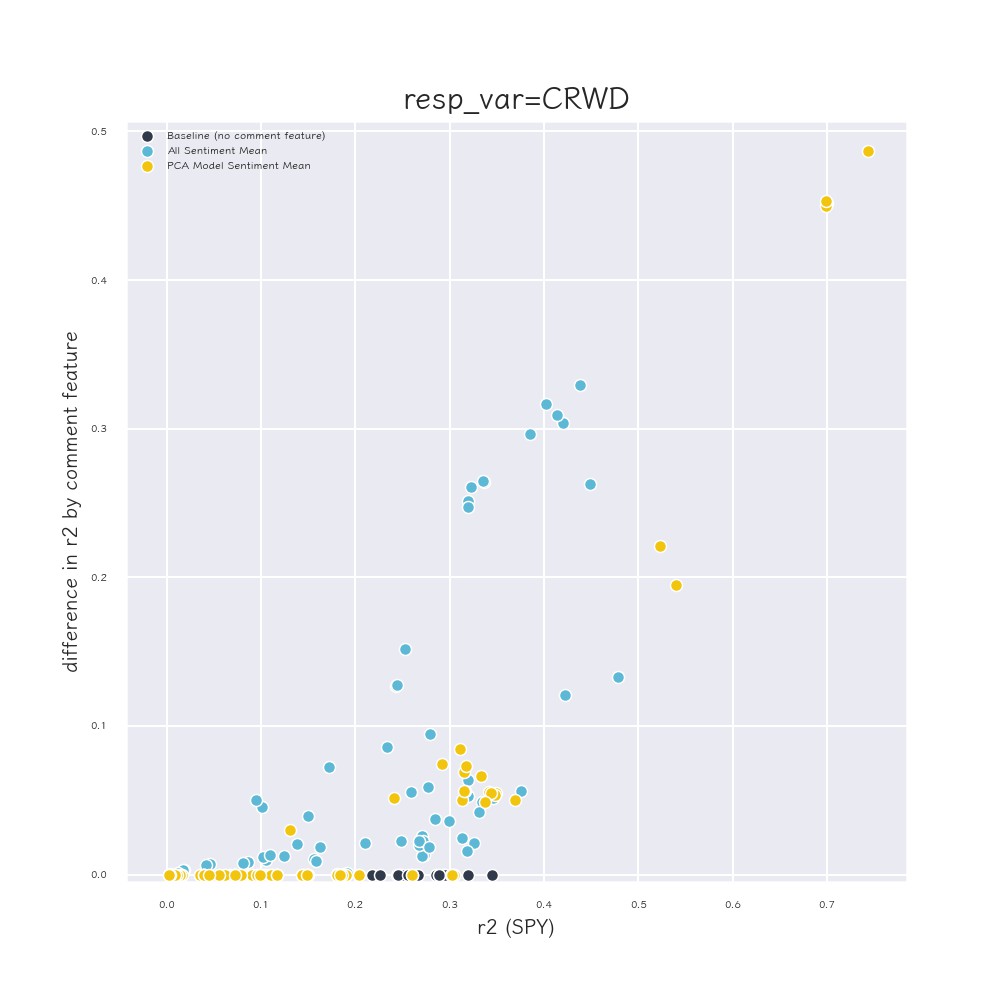 resp_var=CRWD
Baseline (no comment feature)
All Sentiment Mean
PCA Model Sentiment Mean
difference in r2 by comment feature
0.5
0.4
0.3
0.2
0.1
0.0
0.0 0.1 0.2 0.3 0.4 0.5 0.6 0.7
r2 (SPY)